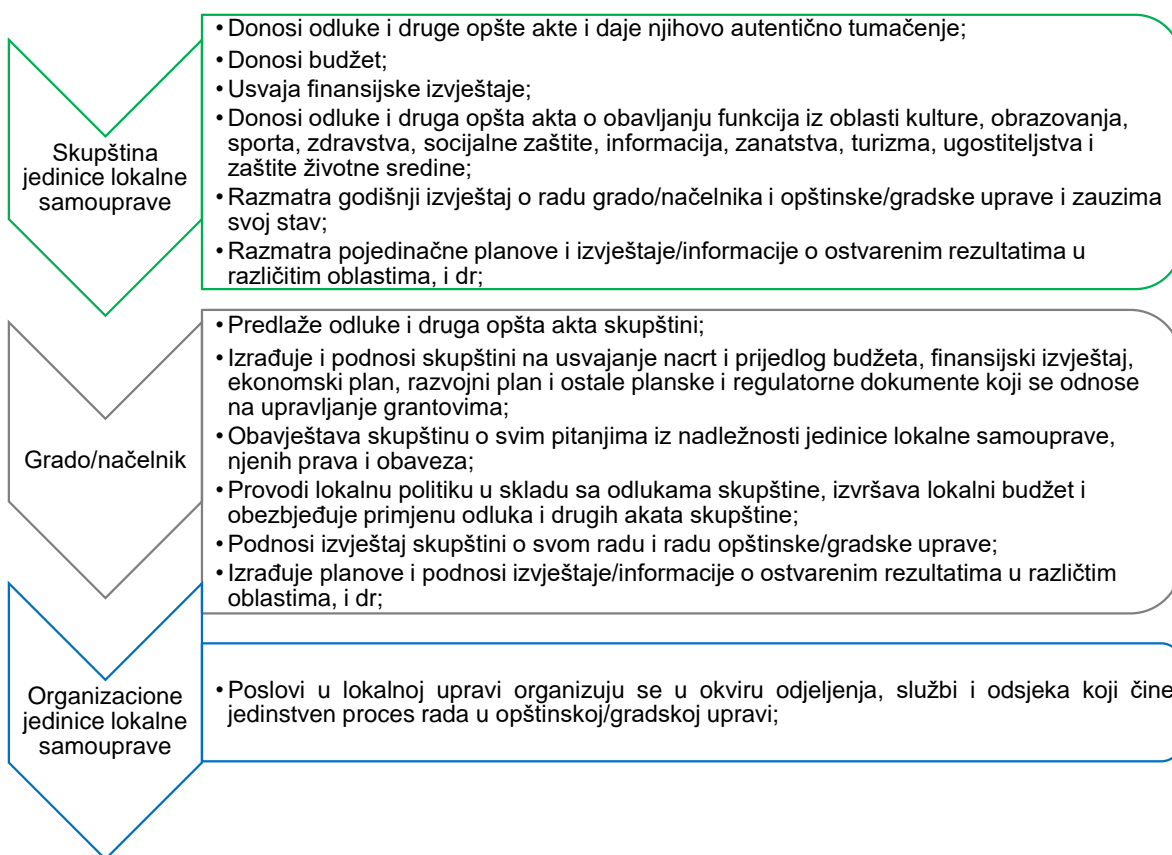 Skupština
jedinice lokalne
samouprave
• Donosi odluke i druge opšte akte i daje njihovo autentično tumačenje;
• Donosi budžet;
• Usvaja finansijske izvještaje;
• Donosi odluke i druga opšta akta o obavljanju funkcija iz oblasti kulture, obrazovanja,
sporta, zdravstva, socijalne zaštite, informacija, zanatstva, turizma, ugostiteljstva i
zaštite životne sredine;
• Razmatra godišnji izvještaj o radu grado/načelnika i opštinske/gradske uprave i zauzima
svoj stav;
• Razmatra pojedinačne planove i izvještaje/informacije o ostvarenim rezultatima u
različitim oblastima, i dr;
Grado/načelnik
• Predlaže odluke i druga opšta akta skupštini;
• Izrađuje i podnosi skupštini na usvajanje nacrt i prijedlog budžeta, finansijski izvještaj,
ekonomski plan, razvojni plan i ostale planske i regulatorne dokumente koji se odnose
na upravljanje grantovima;
• Obavještava skupštinu o svim pitanjima iz nadležnosti jedinice lokalne samouprave,
njenih prava i obaveza;
• Provodi lokalnu politiku u skladu sa odlukama skupštine, izvršava lokalni budžet i
obezbjeđuje primjenu odluka i drugih akata skupštine;
• Podnosi izvještaj skupštini o svom radu i radu opštinske/gradske uprave;
• Izrađuje planove i podnosi izvještaje/informacije o ostvarenim rezultatima u različtim
oblastima, i dr;
Organizacione
jedinice lokalne
samouprave
• Poslovi u lokalnoj upravi organizuju se u okviru odjeljenja, službi i odsjeka koji čine
jedinstven proces rada u opštinskoj/gradskoj upravi;